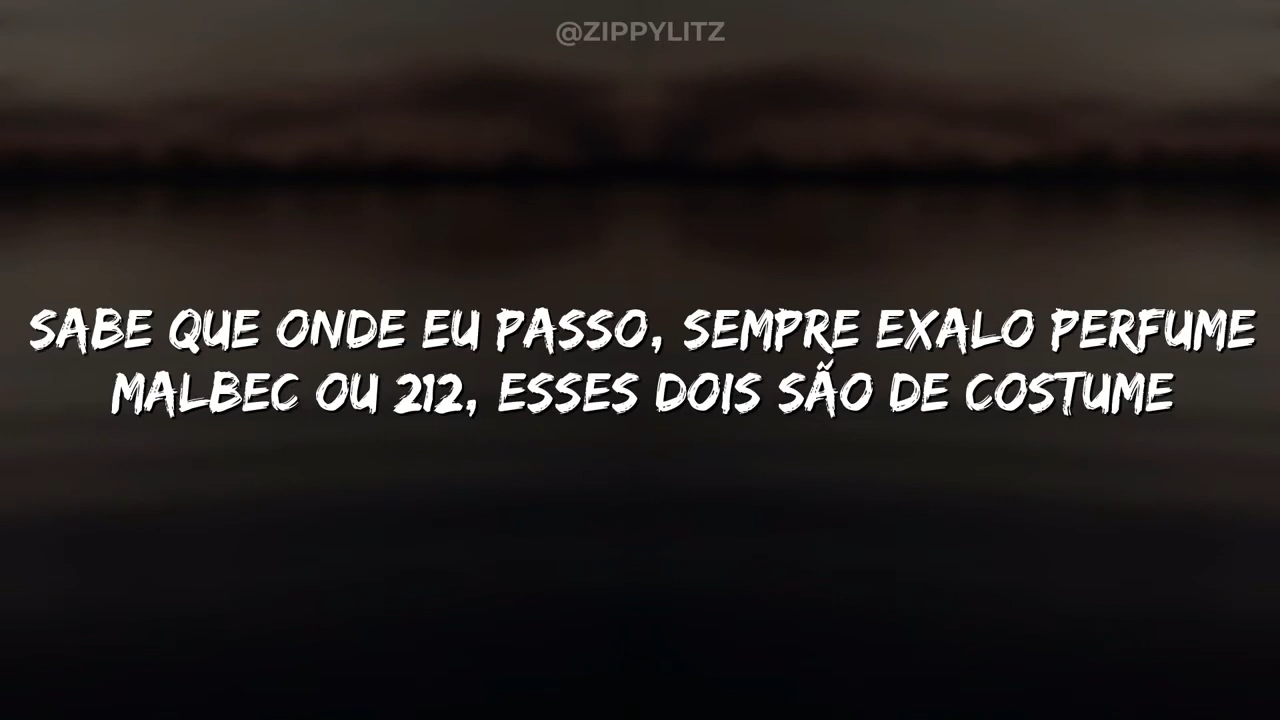 @ZIPPYLITZ
SABE QUE ONDE EU PASSO, SEMPRE EXALO PERFUME
MALBEC OU 212, ESSES DOIS SÃO DE COSTUME